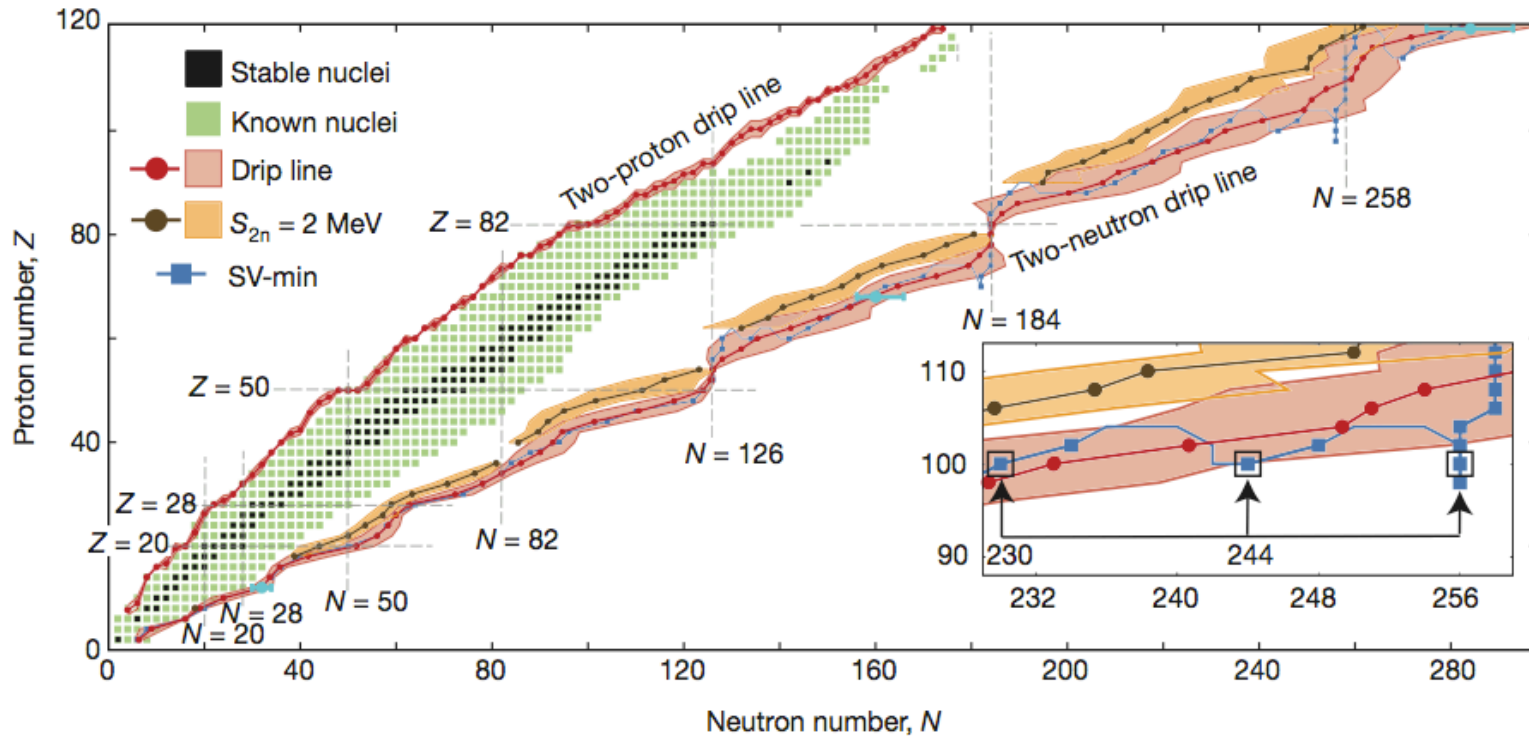 120
80
40
0
Proton number, Z
Stable nuclei
Known nuclei
Drip line
S2n = 2 MeV
SV-min
Two-proton drip line
Two-neutron drip line
Z = 82
Z = 50
Z = 28
Z = 20
N = 20
N = 28
N = 50
N = 82
N = 126
N = 184
N = 258
110
100
90
230
244
232
240
248
256
0
40
80
120
160
200
240
280
Neutron number, N